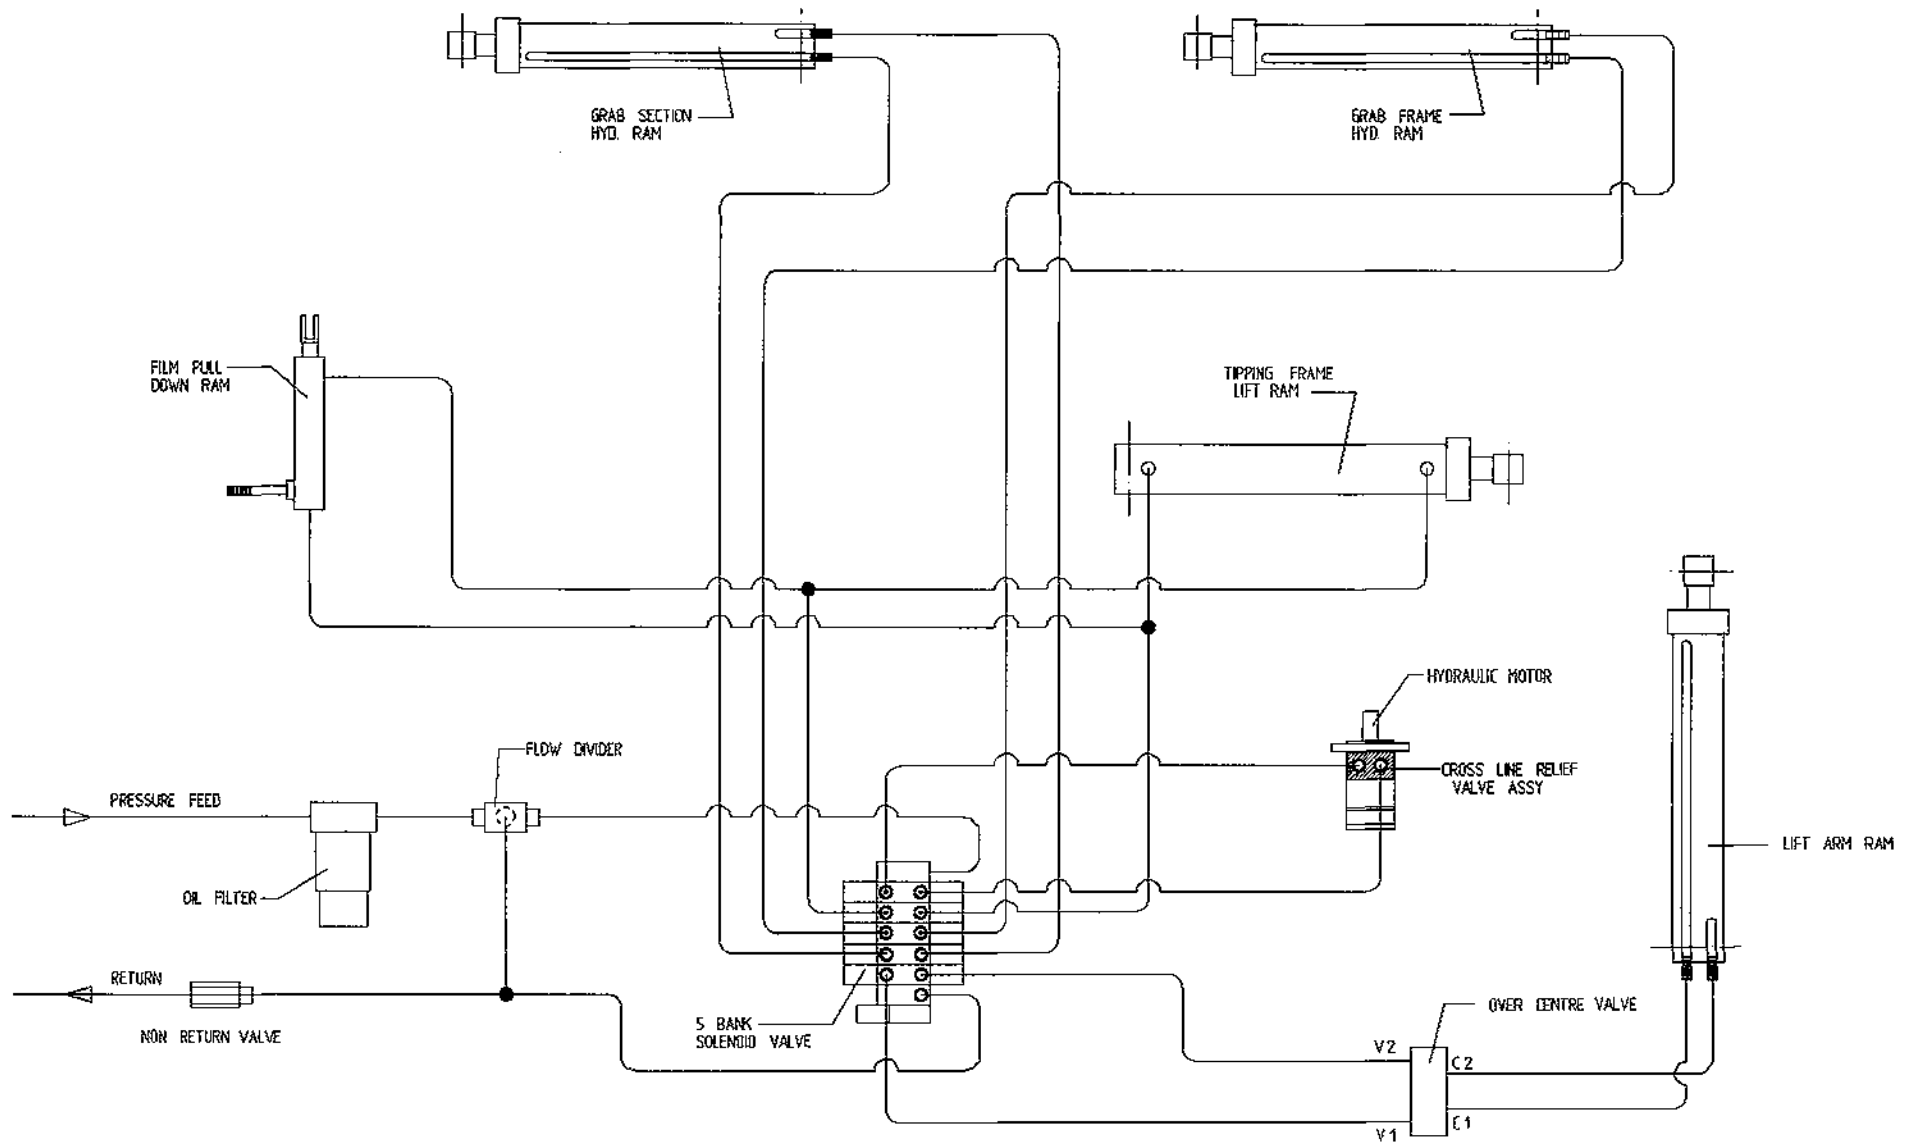 GRAB SECTION
HYD. RAM
GRAB FRAME
HYD. RAM
FILM PULL
DOWN RAM
TIPPING FRAME
LIFT RAM
HYDRAULIC MOTOR
FLOW DIVIDER
CROSS LINE RELIEF
VALVE ASSY
PRESSURE FEED
LIFT ARM RAM
OIL FILTER
RETURN
OVER CENTRE VALVE
5 BANK
SOLENOID VALVE
NON RETURN VALVE
V2
C2
C1
V1